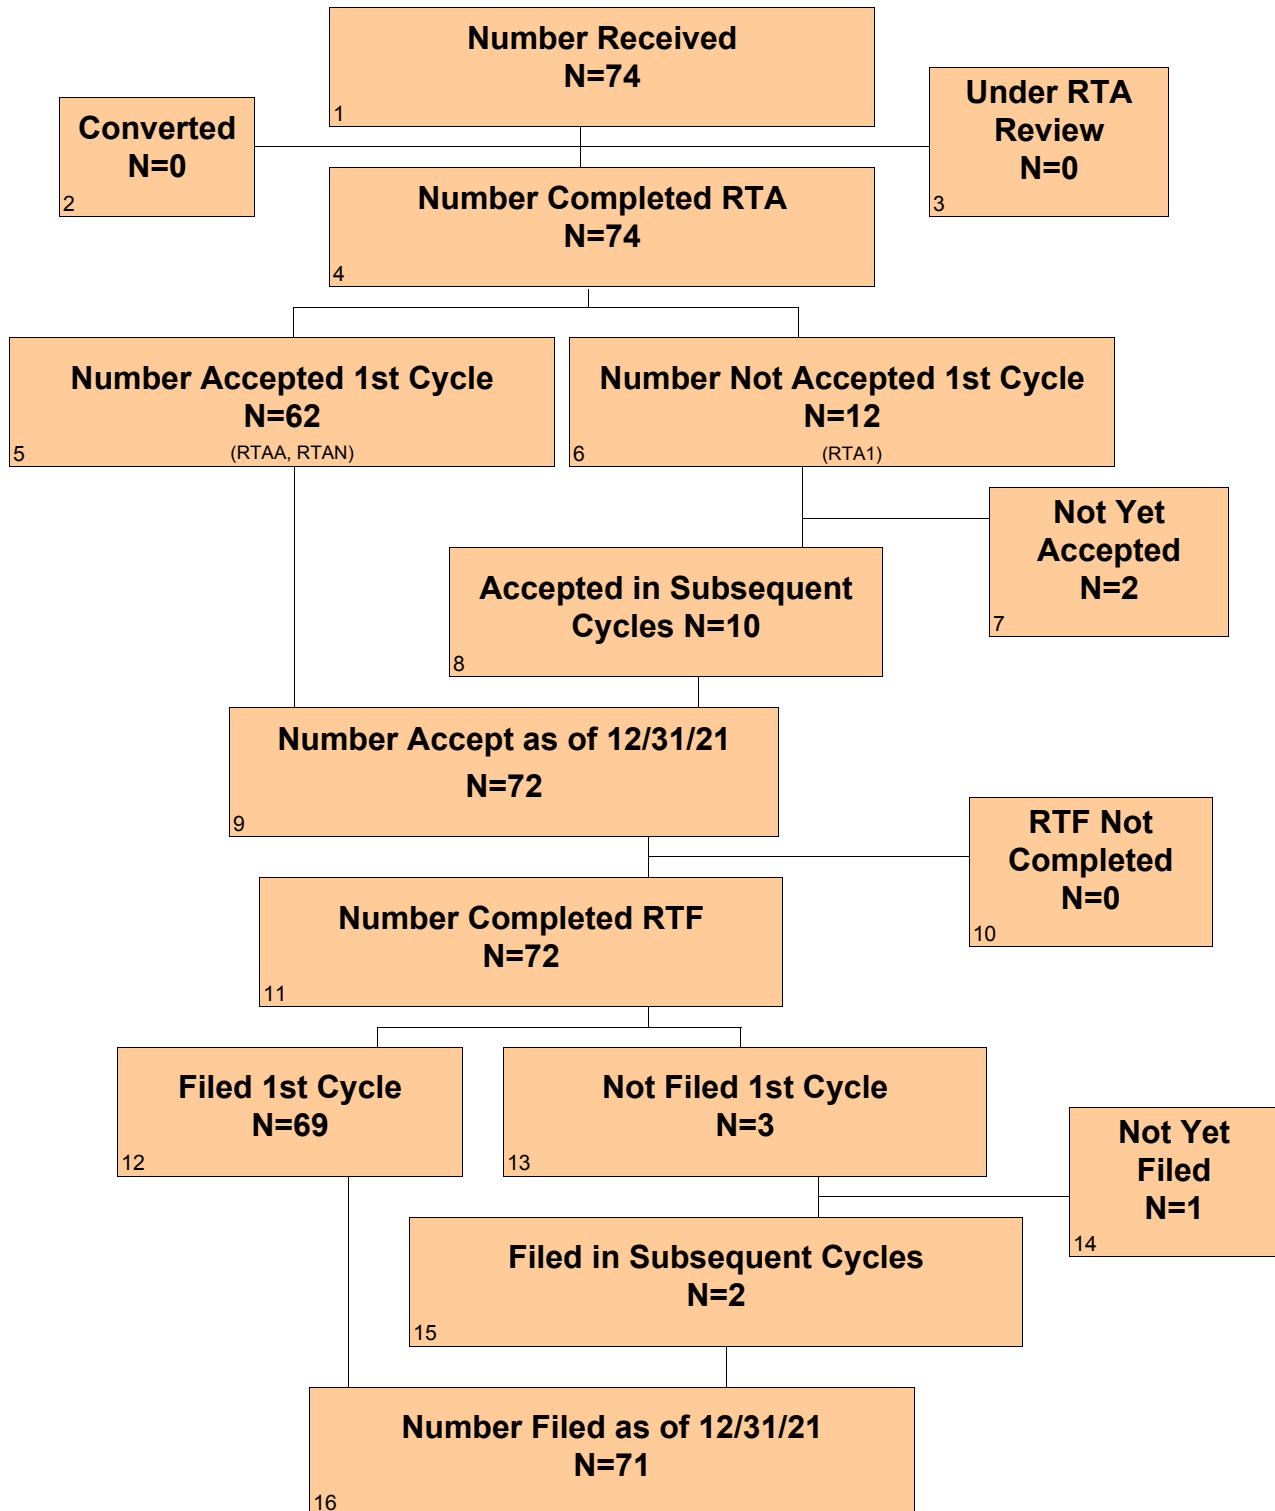 Number Received
N=74
1
Converted
N=0
2
Under RTA
Review
N=0
3
Number Completed RTA
N=74
4
Number Accepted 1st Cycle
N=62
(RTAA, RTAN)
5
Number Not Accepted 1st Cycle
N=12
(RTA1)
6
Not Yet
Accepted
N=2
7
Accepted in Subsequent
Cycles N=10
8
Number Accept as of 12/31/21
N=72
9
RTF Not
Completed
N=0
10
Number Completed RTF
N=72
11
Filed 1st Cycle
N=69
12
Not Filed 1st Cycle
N=3
13
Not Yet
Filed
N=1
14
Filed in Subsequent Cycles
N=2
15
Number Filed as of 12/31/21
N=71
16